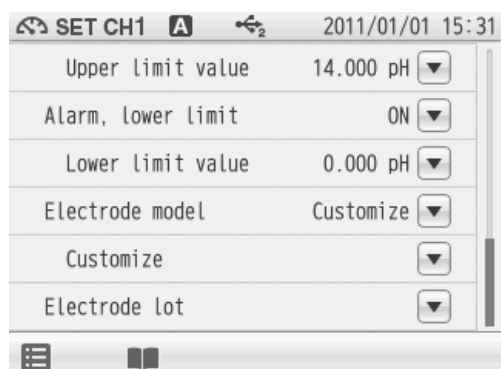 SET CH1 A 2 2011/01/01 15:31
Upper limit value 14.000 pH
Alarm, lower limit ON
Lower limit value 0.000 pH
Electrode model Customize
Customize
Electrode lot